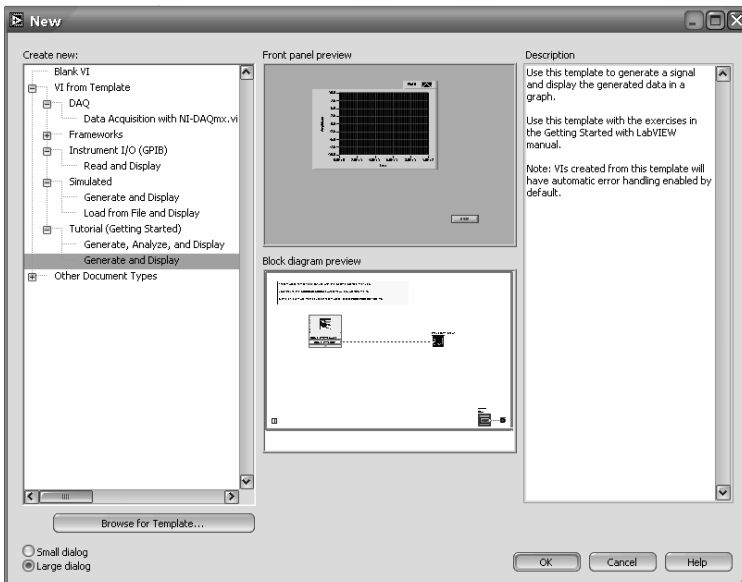 New
Create new:
Blank VI
VI from Template
DAQ
Data Acquisition with NI-DAQmx.vi
Frameworks
Instrument I/O (GPIB)
Read and Display
Simulated
Generate and Display
Load from File and Display
Tutorial (Getting Started)
Generate, Analyze, and Display
Generate and Display
Other Document Types
Browse for Template...
Small dialog
Large dialog
Front panel preview
Block diagram preview
Description
Use this template to generate a signal
and display the generated data in a
graph.
Use this template with the exercises in
the Getting Started with LabVIEW
manual.
Note: VIs created from this template will
have automatic error handling enabled by
default.
OK
Cancel
Help